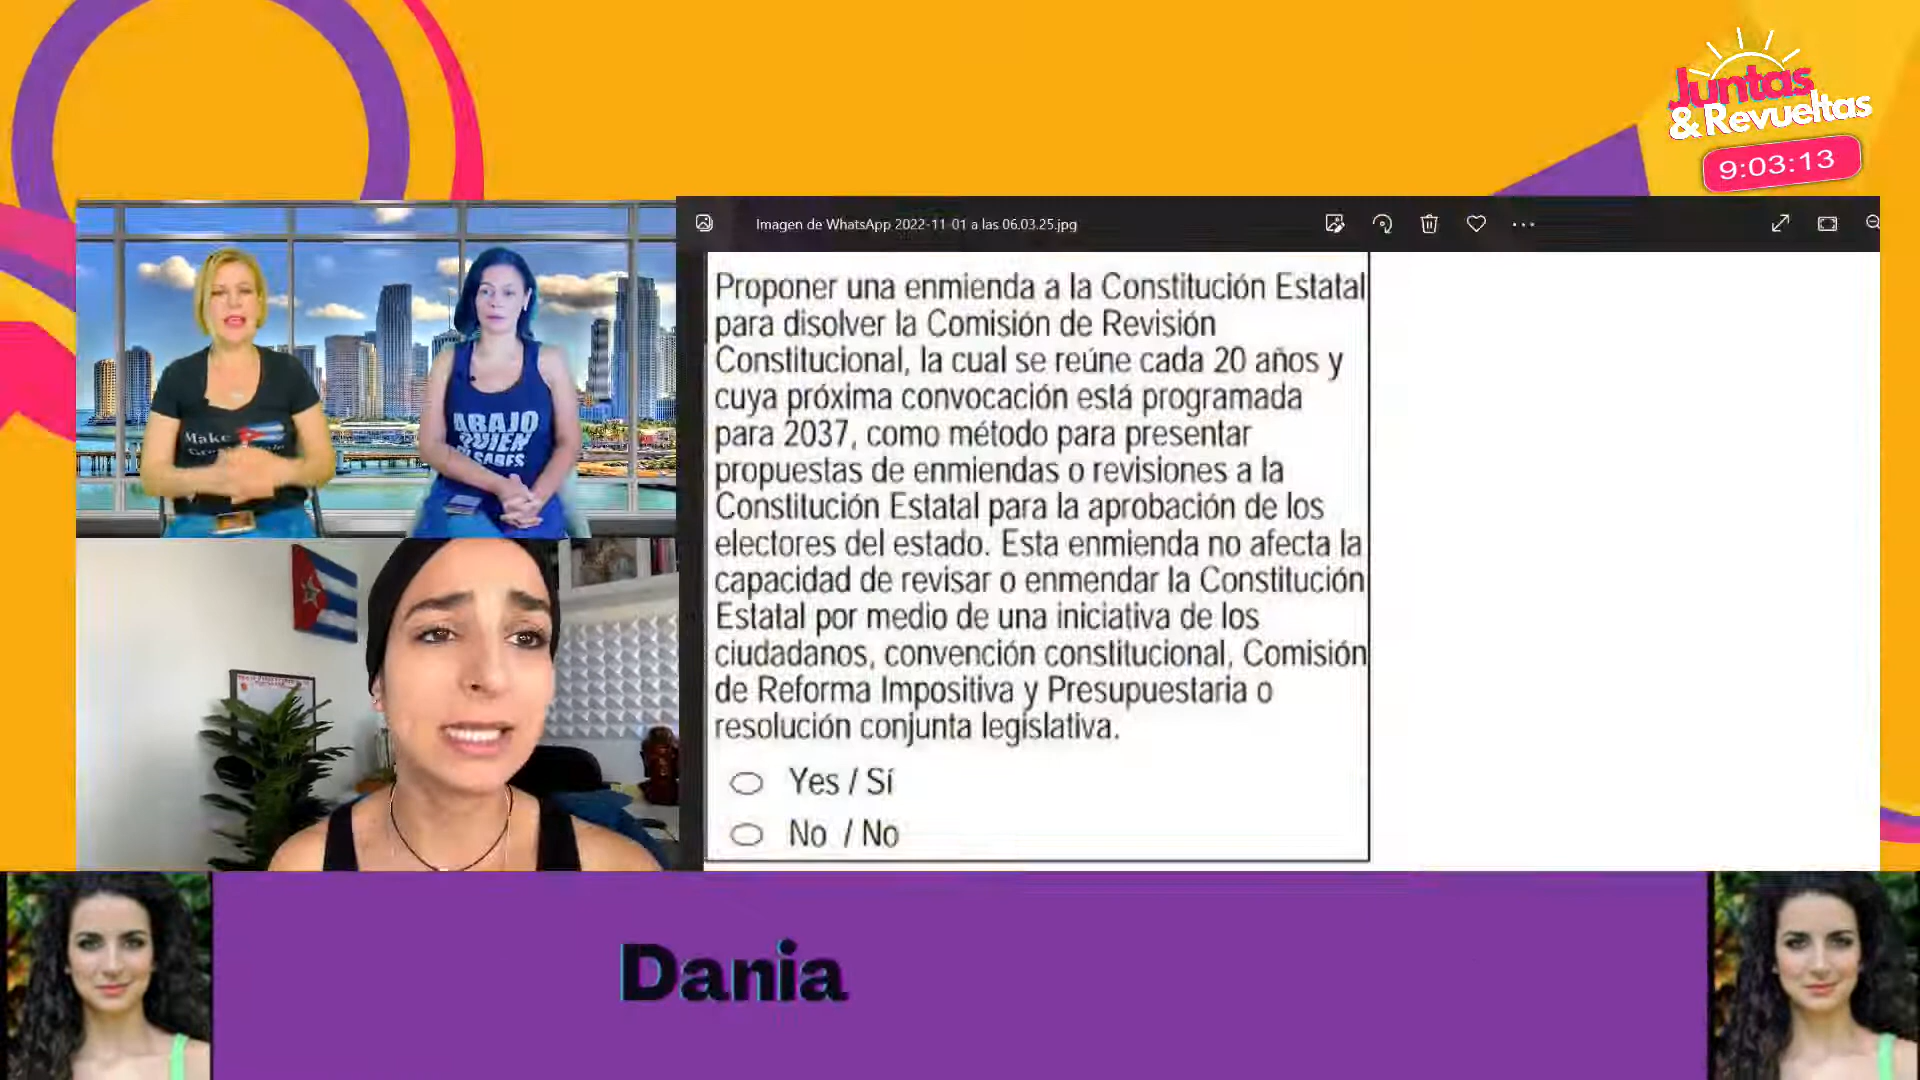 Juntas
& Revueltas
9:03:13
Imagen de WhatsApp 2022-11-01 a las 06.03.25.jpg
Make
ABAJO
QUIEN
TU SABES
Proponer una enmienda a la Constitución Estatal
para disolver la Comisión de Revisión
Constitucional, la cual se reúne cada 20 años y
cuya próxima convocación está programada
para 2037, como método para presentar
propuestas de enmiendas o revisiones a la
Constitución Estatal para la aprobación de los
electores del estado. Esta enmienda no afecta la
capacidad de revisar o enmendar la Constitución
Estatal por medio de una iniciativa de los
ciudadanos, convención constitucional, Comisión
de Reforma Impositiva y Presupuestaria o
resolución conjunta legislativa.
Yes / Sí
No / No
Dania